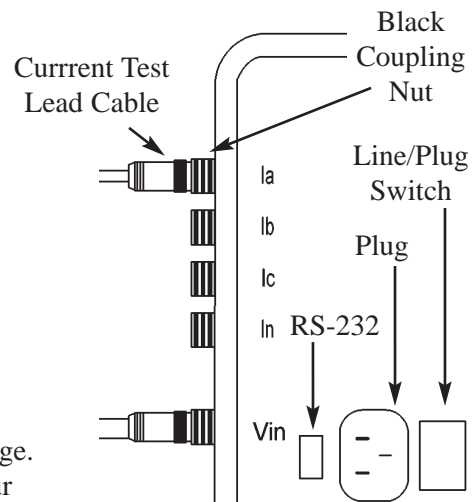 Black
Coupling
Nut
Currrent Test
Lead Cable
Line/Plug
Switch
Ia
Ib
Plug
Ic
In
RS-232
Vin
ge.
ur